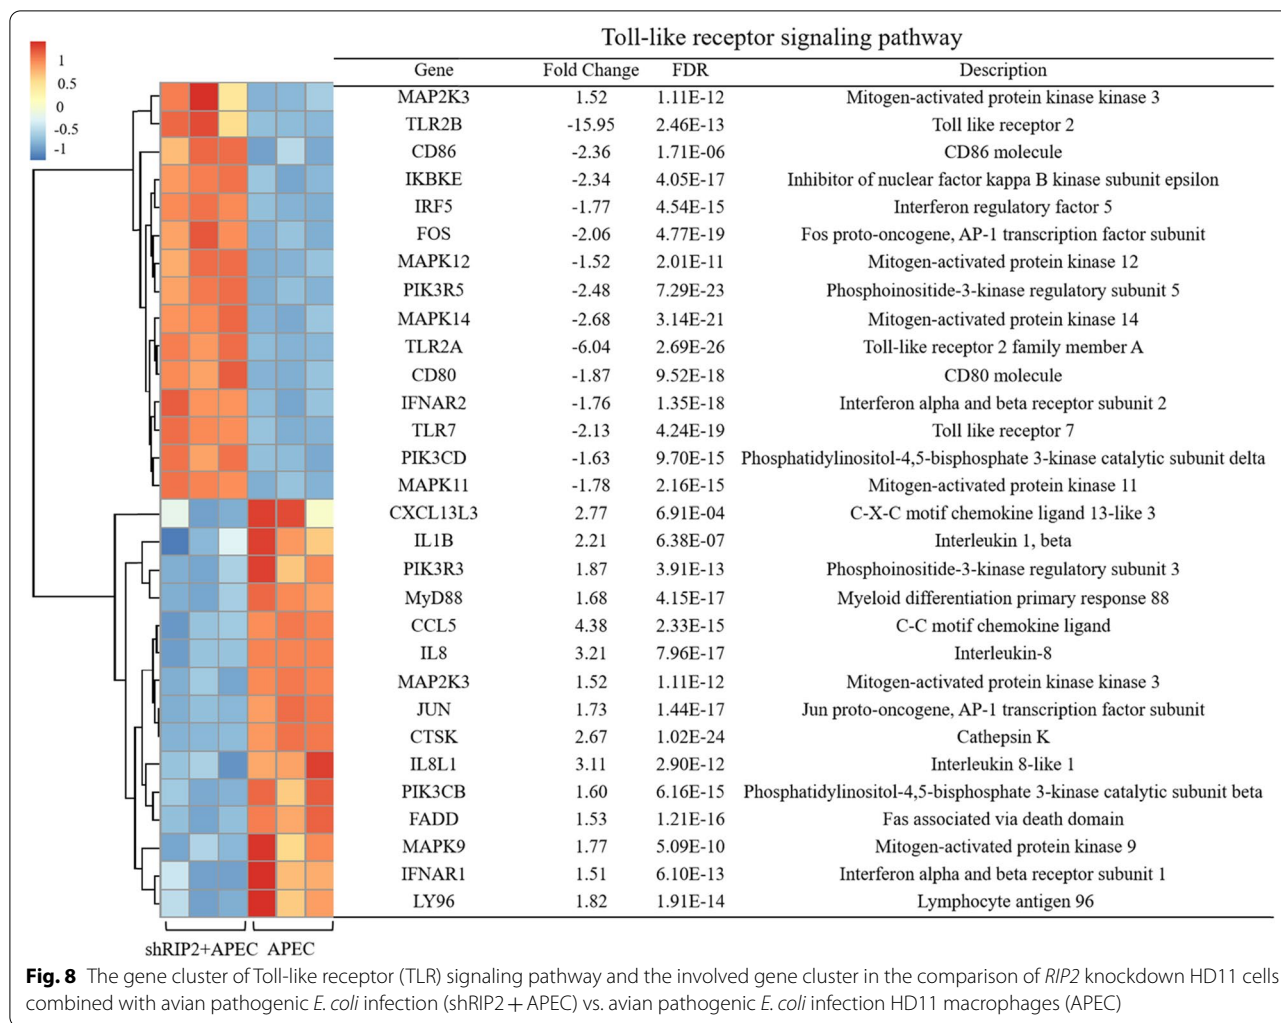 Toll-like receptor signaling pathway
Gene Fold Change FDR Description
1
0.5
0
-0.5
-1
MAP2K3 1.52 1.11E-12 Mitogen-activated protein kinase kinase 3
TLR2B -15.95 2.46E-13 Toll like receptor 2
CD86 -2.36 1.71E-06 CD86 molecule
IKBKE -2.34 4.05E-17 Inhibitor of nuclear factor kappa B kinase subunit epsilon
IRF5 -1.77 4.54E-15 Interferon regulatory factor 5
FOS -2.06 4.77E-19 Fos proto-oncogene, AP-1 transcription factor subunit
MAPK12 -1.52 2.01E-11 Mitogen-activated protein kinase 12
PIK3R5 -2.48 7.29E-23 Phosphoinositide-3-kinase regulatory subunit 5
MAPK14 -2.68 3.14E-21 Mitogen-activated protein kinase 14
TLR2A -6.04 2.69E-26 Toll-like receptor 2 family member A
CD80 -1.87 9.52E-18 CD80 molecule
IFNAR2 -1.76 1.35E-18 Interferon alpha and beta receptor subunit 2
TLR7 -2.13 4.24E-19 Toll like receptor 7
PIK3CD -1.63 9.70E-15 Phosphatidylinositol-4,5-bisphosphate 3-kinase catalytic subunit delta
MAPK11 -1.78 2.16E-15 Mitogen-activated protein kinase 11
CXCL13L3 2.77 6.91E-04 C-X-C motif chemokine ligand 13-like 3
IL1B 2.21 6.38E-07 Interleukin 1, beta
PIK3R3 1.87 3.91E-13 Phosphoinositide-3-kinase regulatory subunit 3
MyD88 1.68 4.15E-17 Myeloid differentiation primary response 88
CCL5 4.38 2.33E-15 C-C motif chemokine ligand
IL8 3.21 7.96E-17 Interleukin-8
MAP2K3 1.52 1.11E-12 Mitogen-activated protein kinase kinase 3
JUN 1.73 1.44E-17 Jun proto-oncogene, AP-1 transcription factor subunit
CTSK 2.67 1.02E-24 Cathepsin K
IL8L1 3.11 2.90E-12 Interleukin 8-like 1
PIK3CB 1.60 6.16E-15 Phosphatidylinositol-4,5-bisphosphate 3-kinase catalytic subunit beta
FADD 1.53 1.21E-16 Fas associated via death domain
MAPK9 1.77 5.09E-10 Mitogen-activated protein kinase 9
IFNAR1 1.51 6.10E-13 Interferon alpha and beta receptor subunit 1
LY96 1.82 1.91E-14 Lymphocyte antigen 96
shRIP2+APEC APEC
Fig. 8 The gene cluster of Toll-like receptor (TLR) signaling pathway and the involved gene cluster in the comparison of RIP2 knockdown HD11 cells
combined with avian pathogenic E. coli infection (shRIP2 + APEC) vs. avian pathogenic E. coli infection HD11 macrophages (APEC)